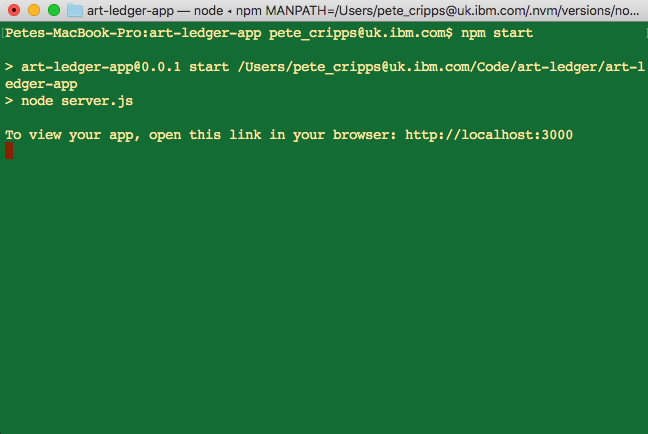 art-ledger-app — node ◂ npm MANPATH=/Users/pete_cripps@uk.ibm.com/.nvm/versions/no...
[Petes-MacBook-Pro:art-ledger-app pete_cripps@uk.ibm.com$ npm start
> art-ledger-app@0.0.1 start /Users/pete_cripps@uk.ibm.com/Code/art-ledger/art-l
edger-app
> node server.js
To view your app, open this link in your browser: http://localhost:3000